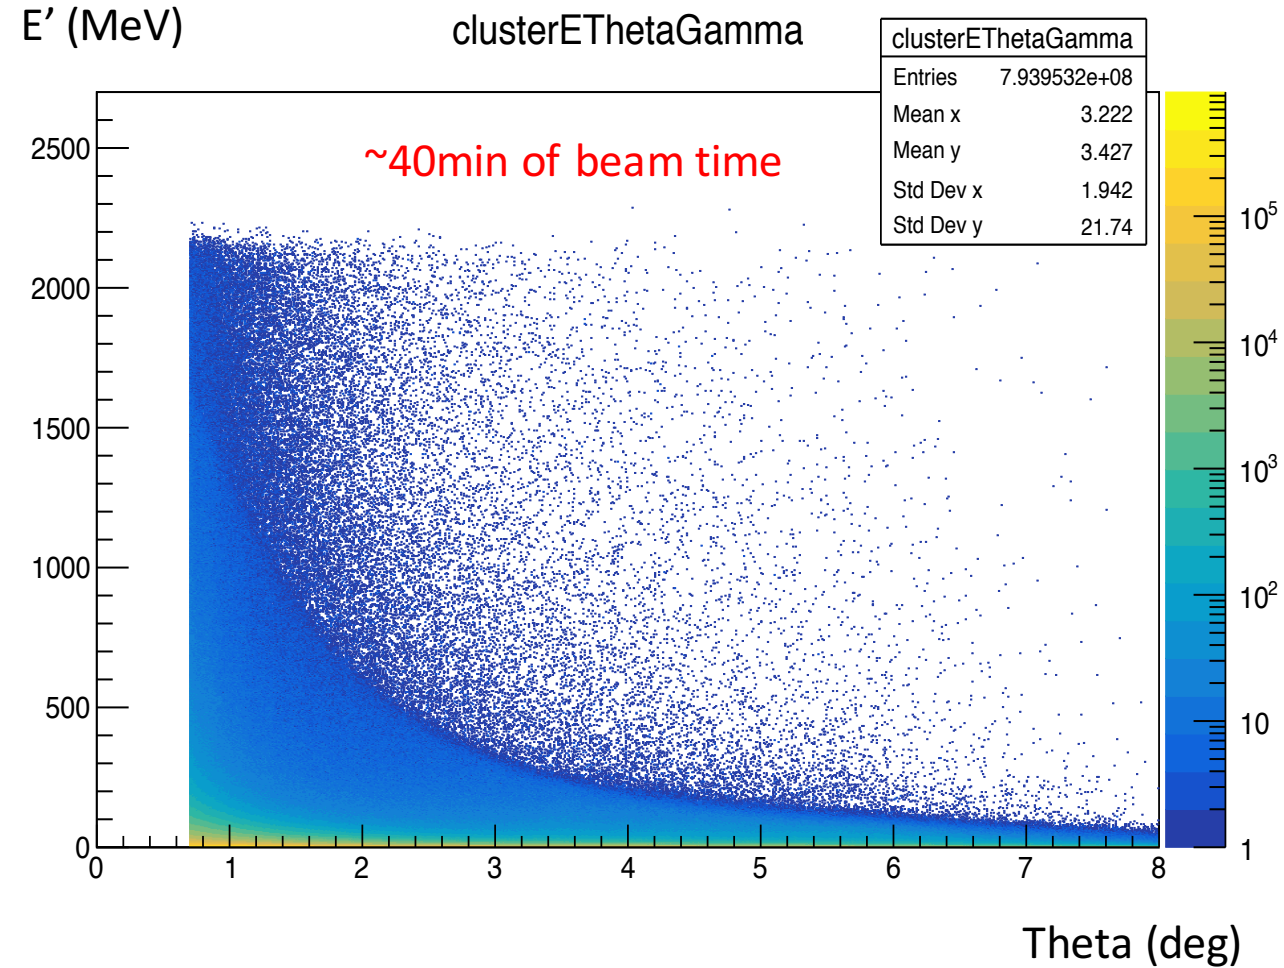 E’ (MeV)
clusterEThetaGamma
clusterEThetaGamma
Entries 7.939532e+08
Mean x 3.222
Mean y 3.427
Std Dev x 1.942
Std Dev y 21.74
~40min of beam time
2500
2000
1500
1000
500
0
0 1 2 3 4 5 6 7 8
10^5
10^4
10^3
10^2
10
1
Theta (deg)